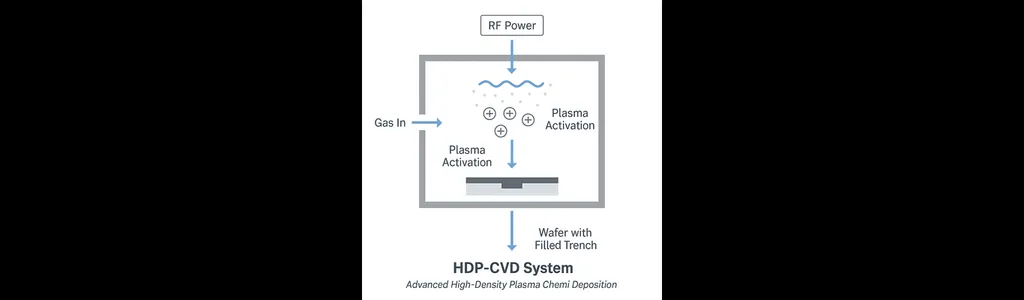 RF Power
Gas In
Plasma
Activation
Plasma
Activation
Wafer with
Filled Trench
HDP-CVD System
Advanced High-Density Plasma Chemi Deposition